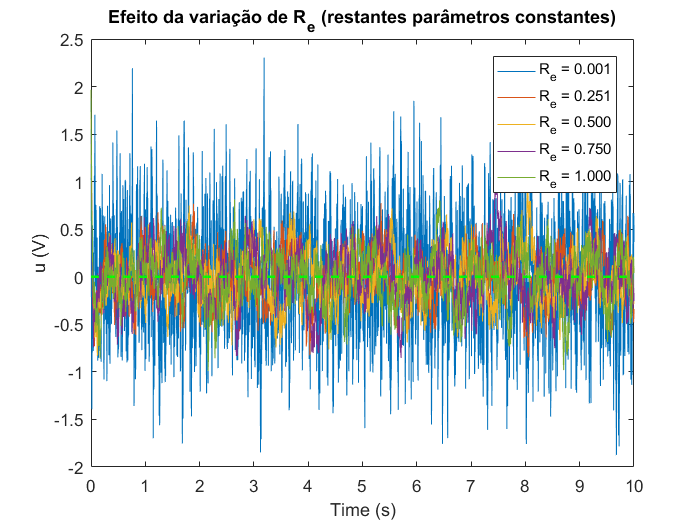 Efeito da variação de Re (restantes parâmetros constantes)
2.5
2
1.5
1
0.5
0
-0.5
-1
-1.5
-2
u (V)
Re = 0.001
Re = 0.251
Re = 0.500
Re = 0.750
Re = 1.000
0 1 2 3 4 5 6 7 8 9 10
Time (s)